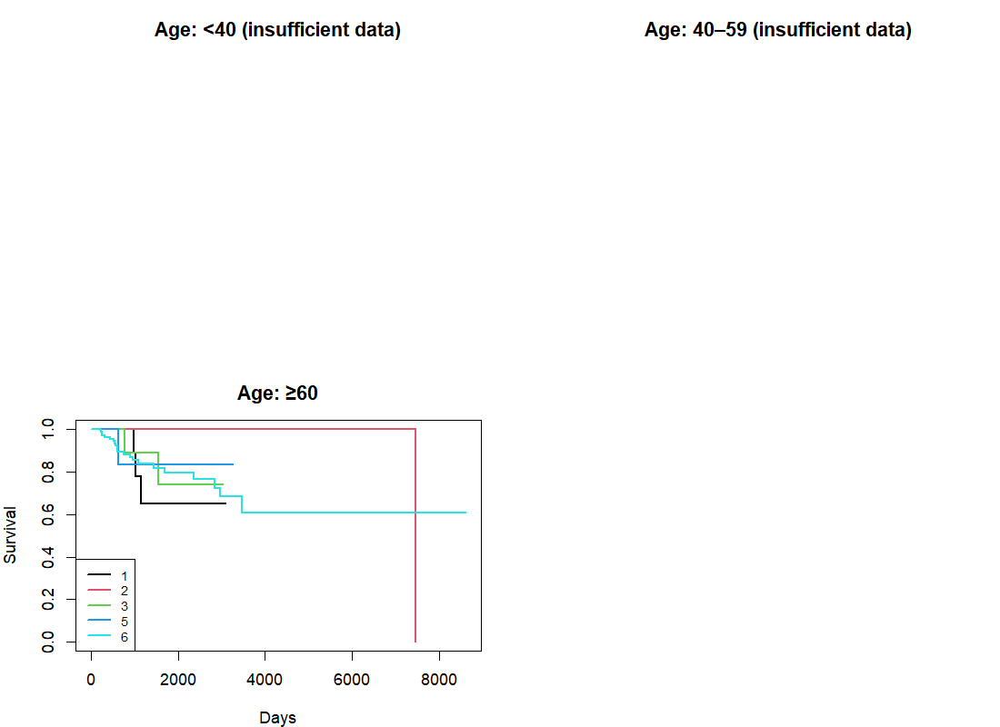 Age: <40 (insufficient data)
Age: 40–59 (insufficient data)
Age: ≥60
Survival
1.0
0.8
0.6
0.4
0.2
0.0
1
2
3
5
6
0 2000 4000 6000 8000
Days